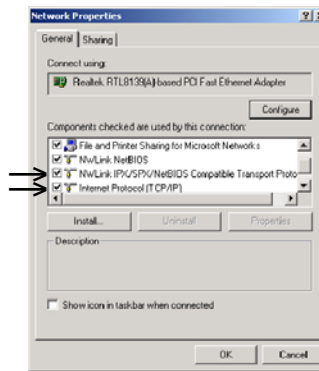 Network Properties
General Sharing
Connect using:
Realtek RTL8139(A)-based PCI Fast Ethernet Adapter
Configure
Components checked are used by this connection:
File and Printer Sharing for Microsoft Networks
NWLink NetBIOS
NWLink IPX/SPX/NetBIOS Compatible Transport Proto
Internet Protocol (TCP/IP)
Install... Uninstall Properties
Description
Show icon in taskbar when connected
OK Cancel